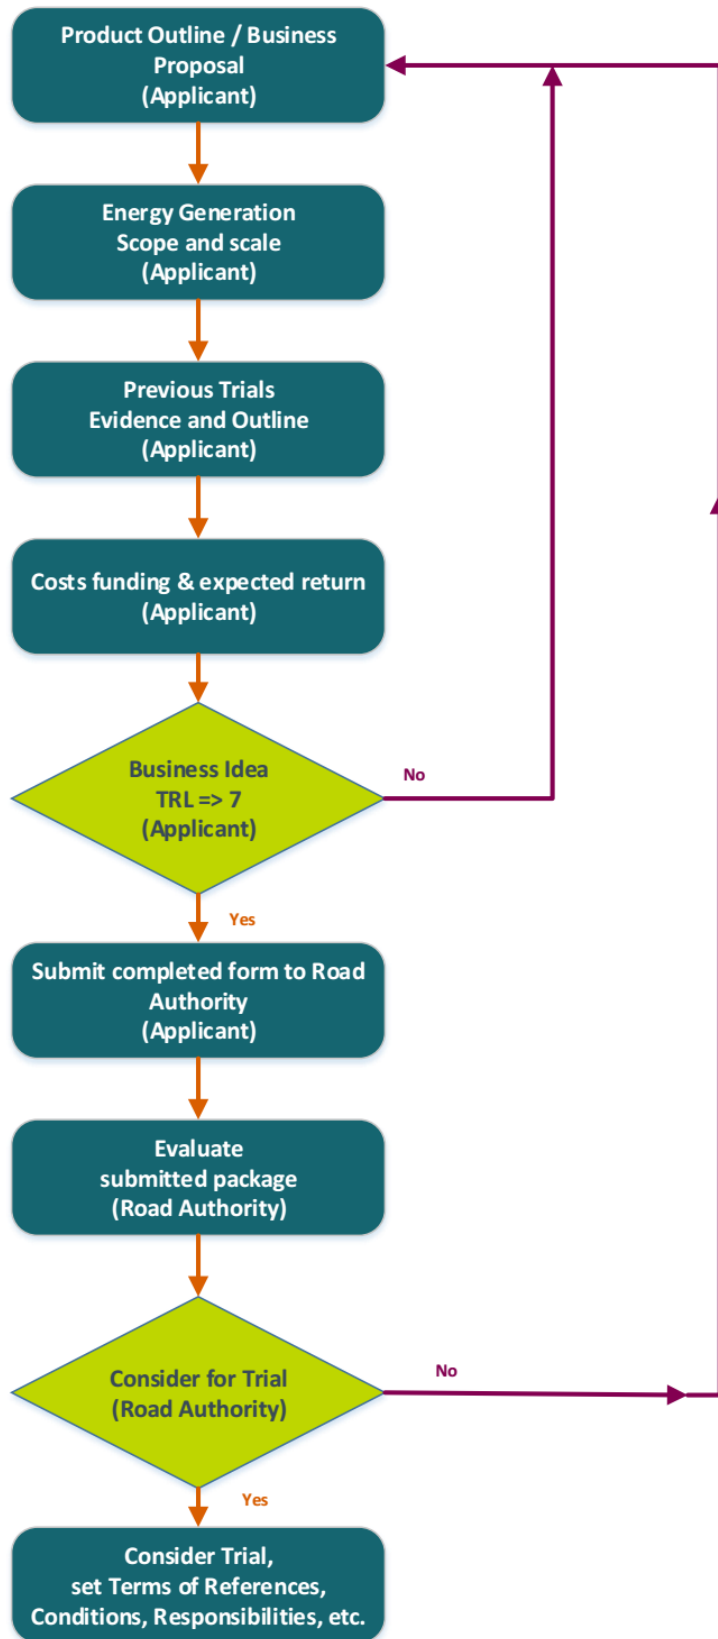 Product Outline / Business
Proposal
(Applicant)
Energy Generation
Scope and scale
(Applicant)
Previous Trials
Evidence and Outline
(Applicant)
Costs funding & expected return
(Applicant)
Business Idea
TRL => 7
(Applicant)
No
Yes
Submit completed form to Road
Authority
(Applicant)
Evaluate
submitted package
(Road Authority)
Consider for Trial
(Road Authority)
No
Yes
Consider Trial,
set Terms of References,
Conditions, Responsibilities, etc.